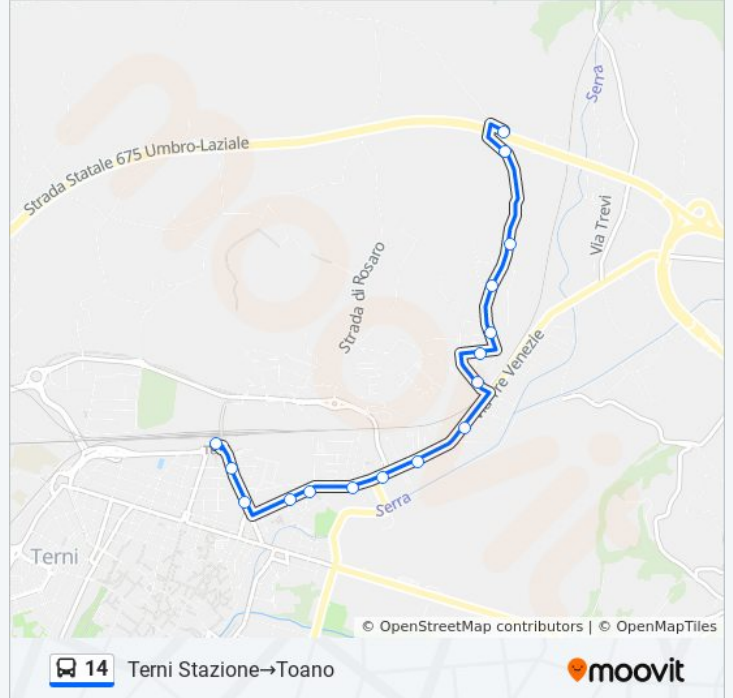 Serra
Strada Statale 675 Umbro-Laziale
Via Trevi
Strada di Rosaro
Tre Venezie
Serra
Terni
© OpenStreetMap contributors | © OpenMapTiles
14 Terni Stazione→Toano
moovit